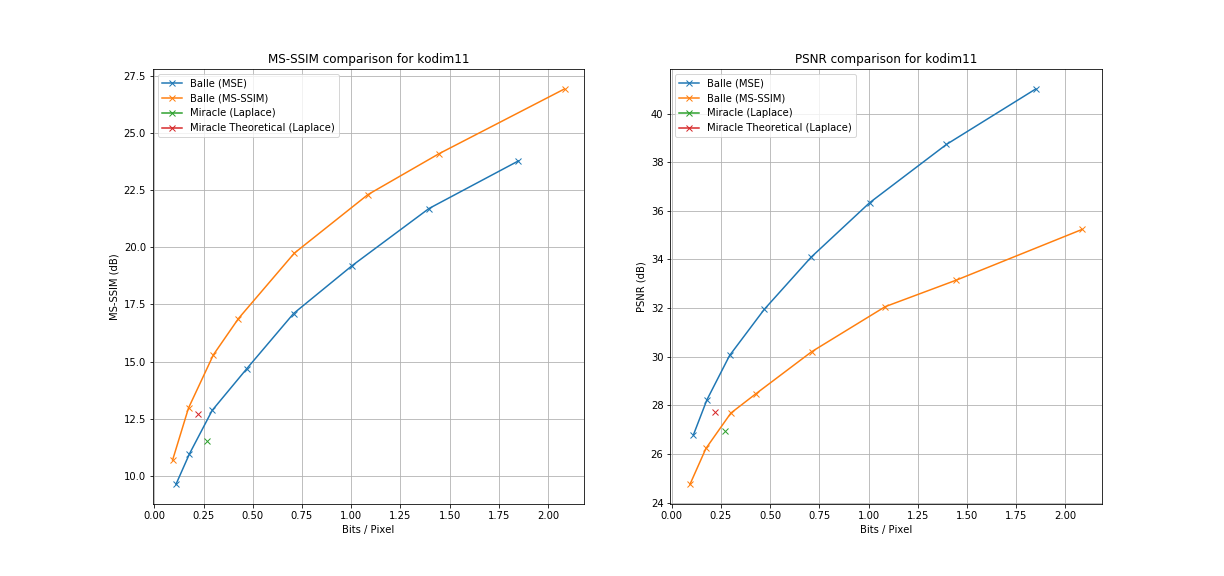 MS-SSIM comparison for kodim11
27.5
25.0
22.5
20.0
17.5
15.0
12.5
10.0
MS-SSIM (dB)
Balle (MSE)
Balle (MS-SSIM)
Miracle (Laplace)
Miracle Theoretical (Laplace)
0.00 0.25 0.50 0.75 1.00 1.25 1.50 1.75 2.00
Bits / Pixel
PSNR comparison for kodim11
40
38
36
34
32
30
28
26
24
PSNR (dB)
Balle (MSE)
Balle (MS-SSIM)
Miracle (Laplace)
Miracle Theoretical (Laplace)
0.00 0.25 0.50 0.75 1.00 1.25 1.50 1.75 2.00
Bits / Pixel